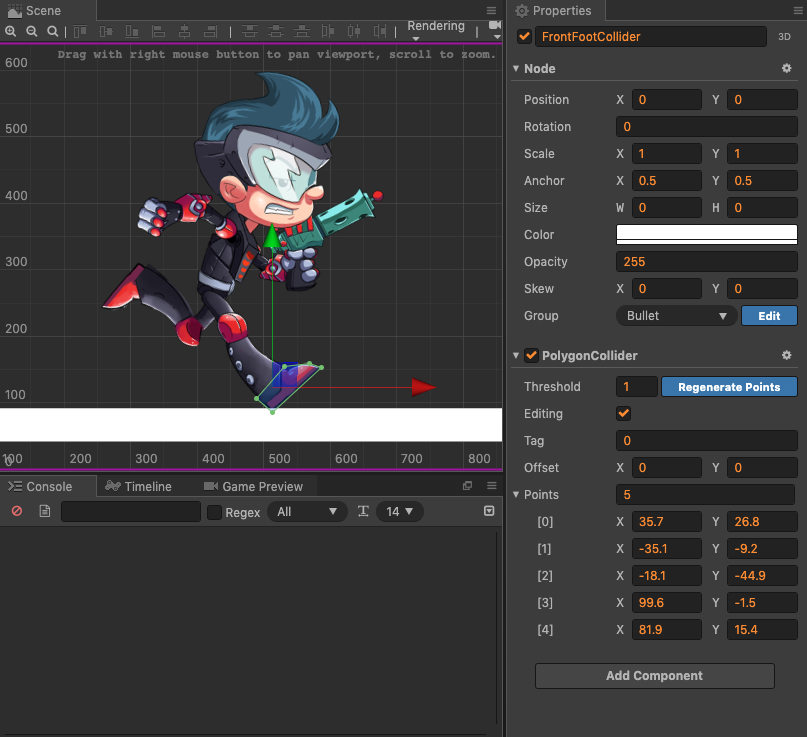 Scene
Rendering
Drag with right mouse button to pan viewport, scroll to zoom.
600
500
400
300
200
100
100 200 300 400 500 600 700 800
0
Console Timeline Game Preview
Regex All 14
Properties
FrontFootCollider 3D
Node
Position X 0 Y 0
Rotation 0
Scale X 1 Y 1
Anchor X 0.5 Y 0.5
Size W 0 H 0
Color
Opacity 255
Skew X 0 Y 0
Group Bullet Edit
PolygonCollider
Threshold 1 Regenerate Points
Editing
Tag 0
Offset X 0 Y 0
Points 5
[0] X 35.7 Y 26.8
[1] X -35.1 Y -9.2
[2] X -18.1 Y -44.9
[3] X 99.6 Y -1.5
[4] X 81.9 Y 15.4
Add Component